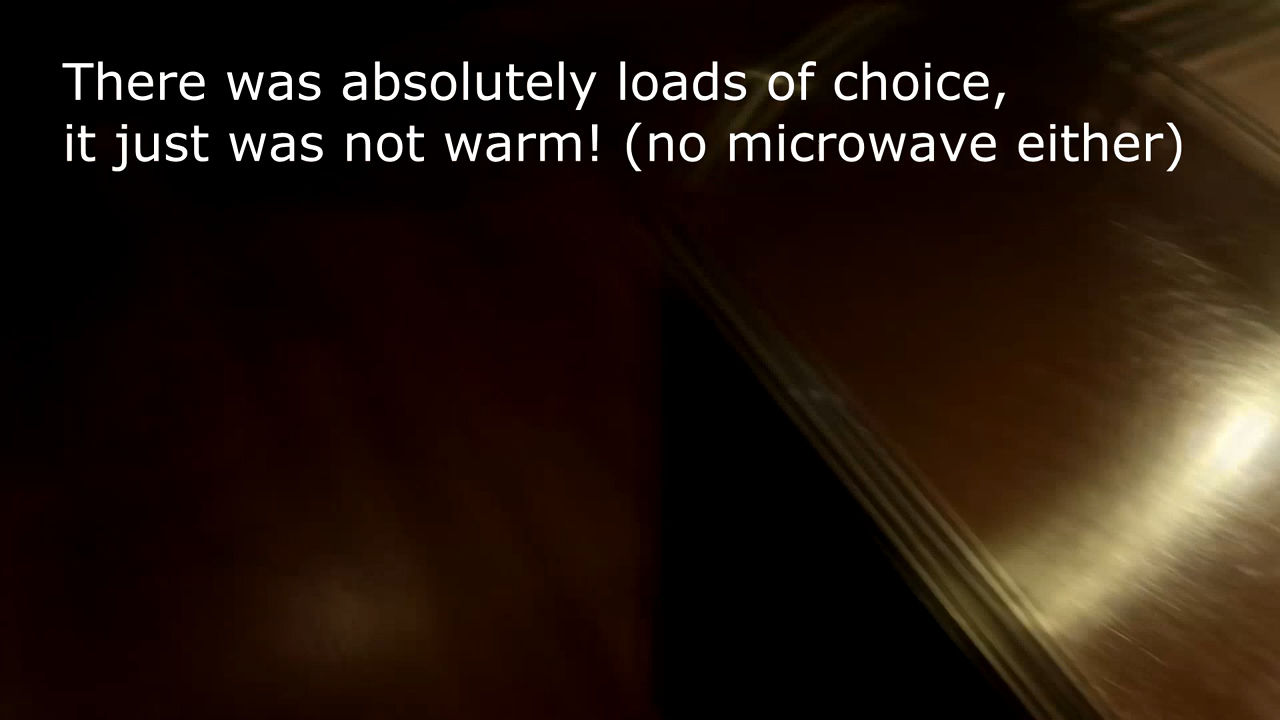 There was absolutely loads of choice,
it just was not warm! (no microwave either)